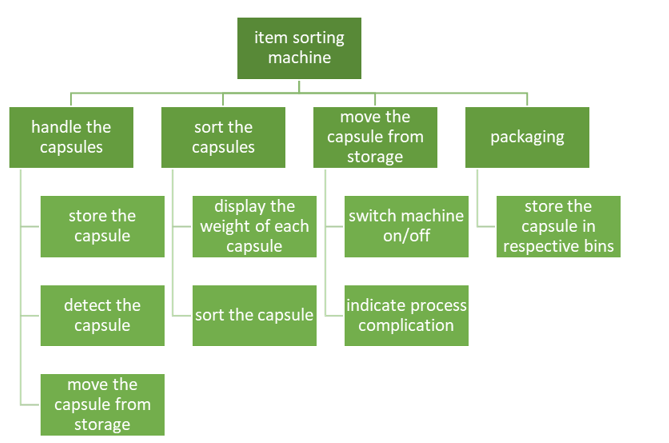 item sorting
machine
handle the
capsules
sort the
capsules
move the
capsule from
storage
packaging
store the
capsule
display the
weight of each
capsule
switch machine
on/off
store the
capsule in
respective bins
detect the
capsule
sort the capsule
indicate process
complication
move the
capsule from
storage